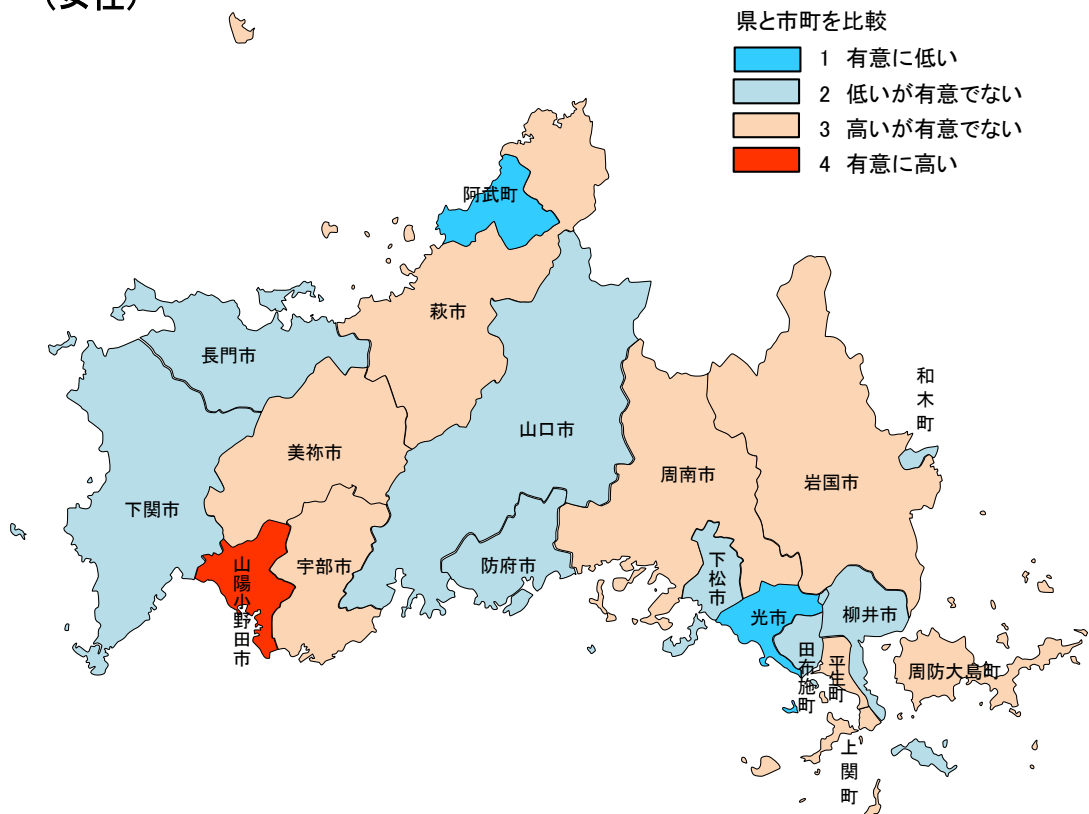 （女性）
県と市町を比較
1 有意に低い
2 低いが有意でない
3 高いが有意でない
4 有意に高い
阿武町
萩市
長門市
和木町
山口市
美祢市
周南市
岩国市
下関市
山陽小野田市
宇部市
防府市
下松市
光市
柳井市
田布施町
平生町
周防大島町
上関町